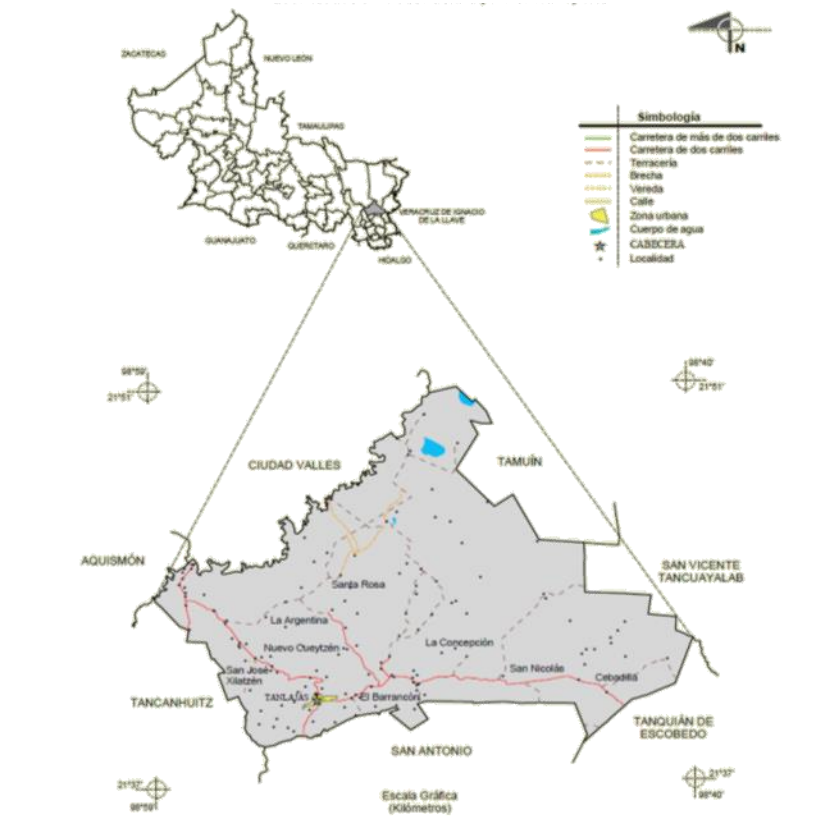 ZACATECAS
NUEVO LEÓN
TAMAULIPAS
VERACRUZ DE IGNACIO
DE LA LLAVE
GUANAJUATO
QUERETARO
HIDALGO
N
Simbología
Carretera de más de dos carriles
Carretera de dos carriles
Terracería
Brecha
Vereda
Calle
Zona urbana
Cuerpo de agua
CABECERA
Localidad
98°59'
21°51'
98°40'
21°51'
CIUDAD VALLES
TAMUÍN
AQUISMÓN
SAN VICENTE
TANCUAYALAB
Santa Rosa
La Argentina
Nuevo Cueytzén
La Concepción
San José
Xilatzén
San Nicolás
Cebadilla
TANLAJÁS
El Barrancón
TANCANHUITZ
TANQUIÁN DE
ESCOBEDO
SAN ANTONIO
21°37'
98°59'
21°37'
98°40'
Escala Gráfica
(Kilómetros)